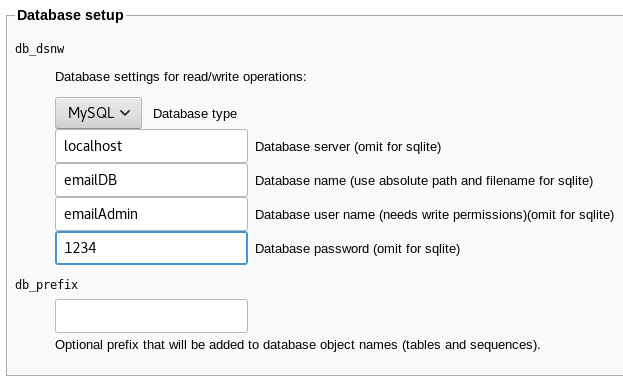 Database setup
db_dsnw
Database settings for read/write operations:
MySQL Database type
localhost Database server (omit for sqlite)
emailDB Database name (use absolute path and filename for sqlite)
emailAdmin Database user name (needs write permissions)(omit for sqlite)
1234 Database password (omit for sqlite)
db_prefix
Optional prefix that will be added to database object names (tables and sequences).